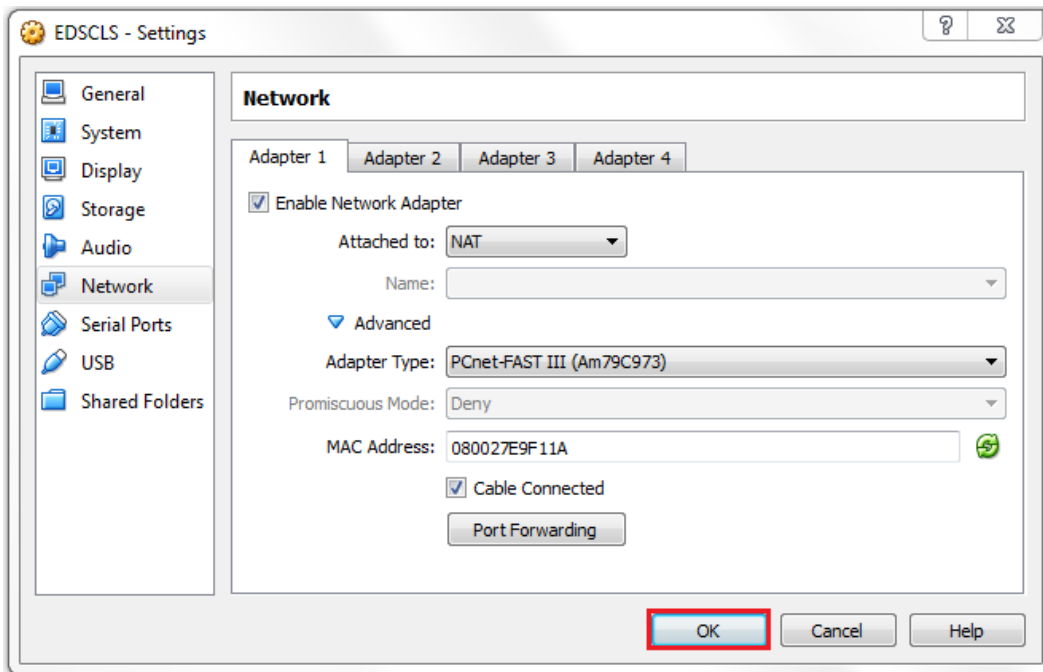 EDSCLS - Settings
General
System
Display
Storage
Audio
Network
Serial Ports
USB
Shared Folders
Network
Adapter 1 Adapter 2 Adapter 3 Adapter 4
Enable Network Adapter
Attached to: NAT
Name:
Advanced
Adapter Type: PCnet-FAST III (Am79C973)
Promiscuous Mode: Deny
MAC Address: 080027E9F11A
Cable Connected
Port Forwarding
OK Cancel Help